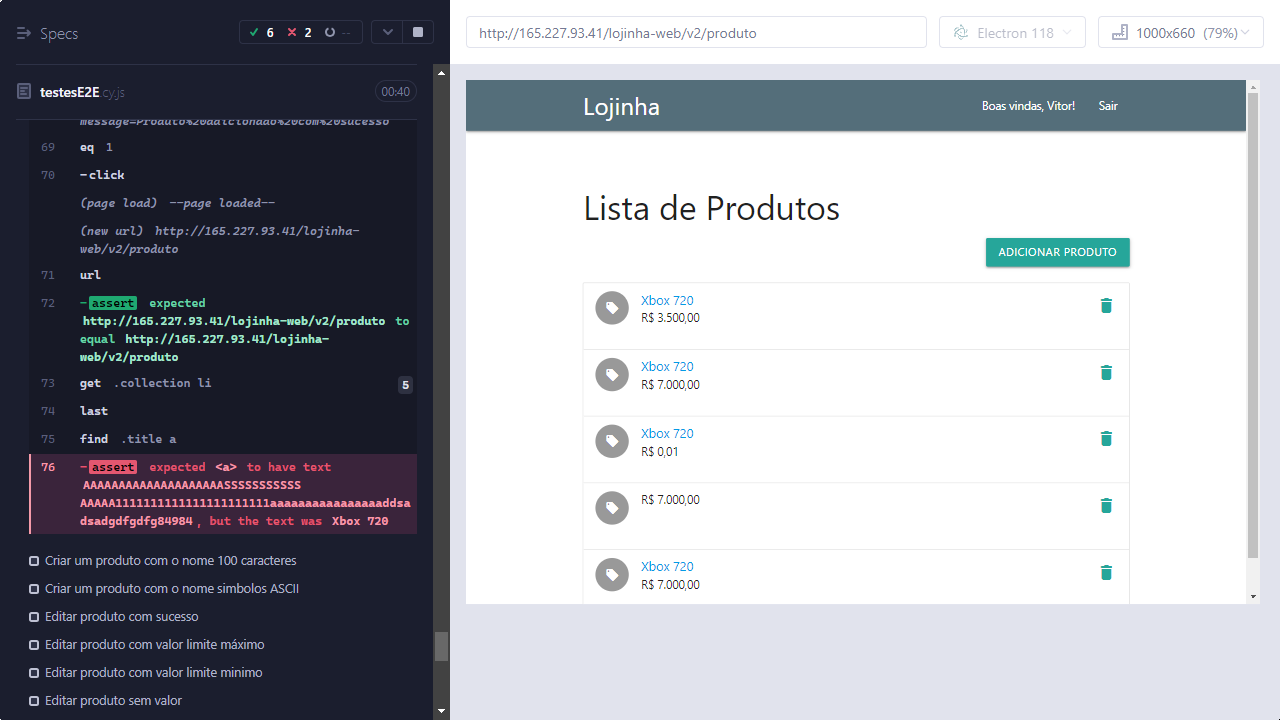 Specs
6
2
--
http://165.227.93.41/lojinha-web/v2/produto
Electron 118
1000x660 (79%)
testesE2E.cy.js
00:40
message=Produto%20adicionado%20com%20sucesso
69 eq 1
70 -click
(page load) --page loaded--
(new url) http://165.227.93.41/lojinha-
web/v2/produto
71 url
72 -assert expected
http://165.227.93.41/lojinha-web/v2/produto to
equal http://165.227.93.41/lojinha-
web/v2/produto
73 get .collection li 5
74 last
75 find .title a
76 -assert expected <a> to have text
AAAAAAAAAAAAAAAAAAAASSSSSSSSSSS
AAAAA1111111111111111111111aaaaaaaaaaaaaaaaddsa
dsadgdfgdfg84984, but the text was Xbox 720
Criar um produto com o nome 100 caracteres
Criar um produto com o nome simbolos ASCII
Editar produto com sucesso
Editar produto com valor limite máximo
Editar produto com valor limite minimo
Editar produto sem valor
Lojinha
Boas vindas, Vitor!
Sair
Lista de Produtos
ADICIONAR PRODUTO
Xbox 720
R$ 3.500,00
Xbox 720
R$ 7.000,00
Xbox 720
R$ 0,01
R$ 7.000,00
Xbox 720
R$ 7.000,00